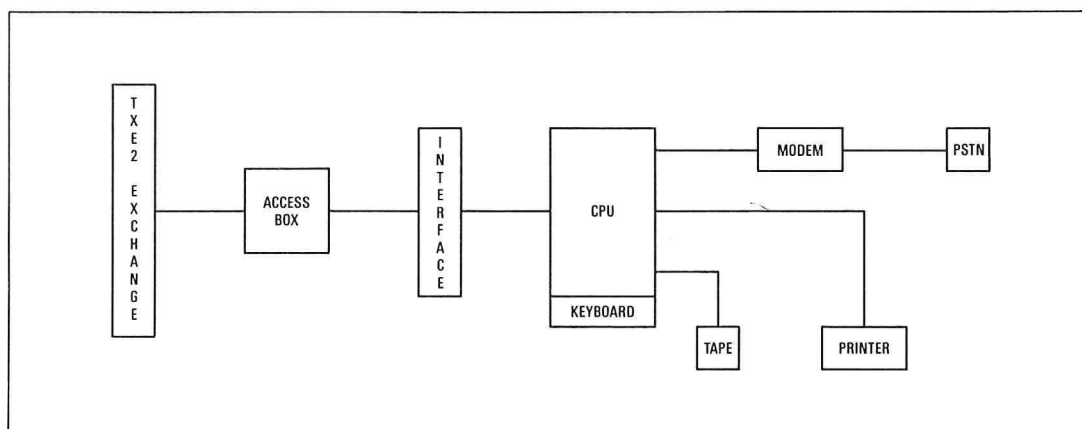 TXE2 EXCHANGE
ACCESS
BOX
INTERFACE
CPU
KEYBOARD
MODEM
PSTN
TAPE
PRINTER